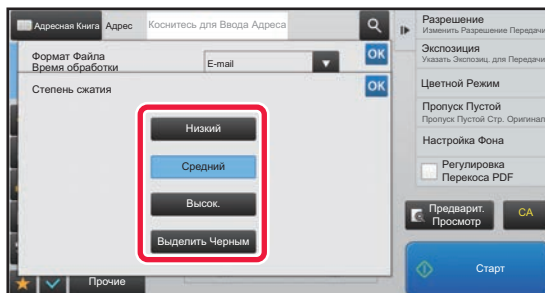 Адресная Книга
Адрес
Коснитесь для Ввода Адреса
Формат Файла
Время обработки
E-mail
OK
Степень сжатия
OK
Низкий
Средний
Высок.
Выделить Черным
Прочие
Разрешение
Изменить Разрешение Передачи
Экспозиция
Указать Экспозиц. для Передачи
Цветной Режим
Пропуск Пустой
Пропуск Пустой Стр. Оригинал
Настройка Фона
Регулировка
Перекоса PDF
Предварит.
Просмотр
CA
Старт